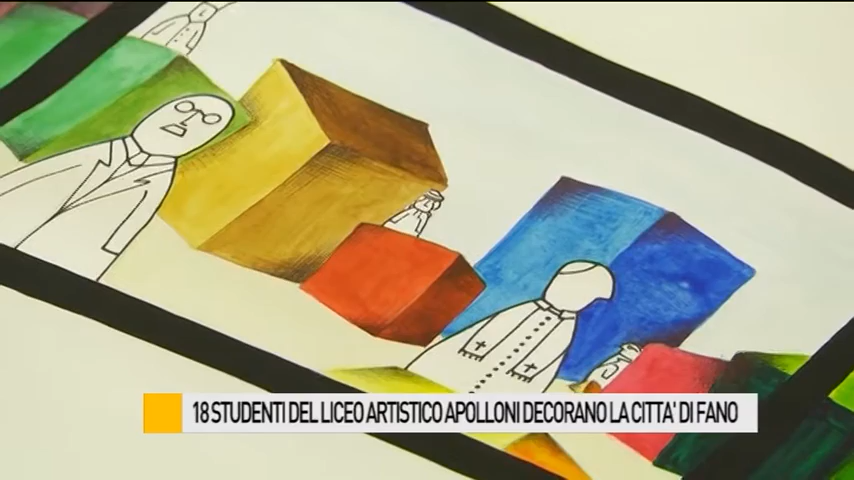 18 STUDENTI DEL LICEO ARTISTICO APOLLONI DECORANO LA CITTA' DI FANO